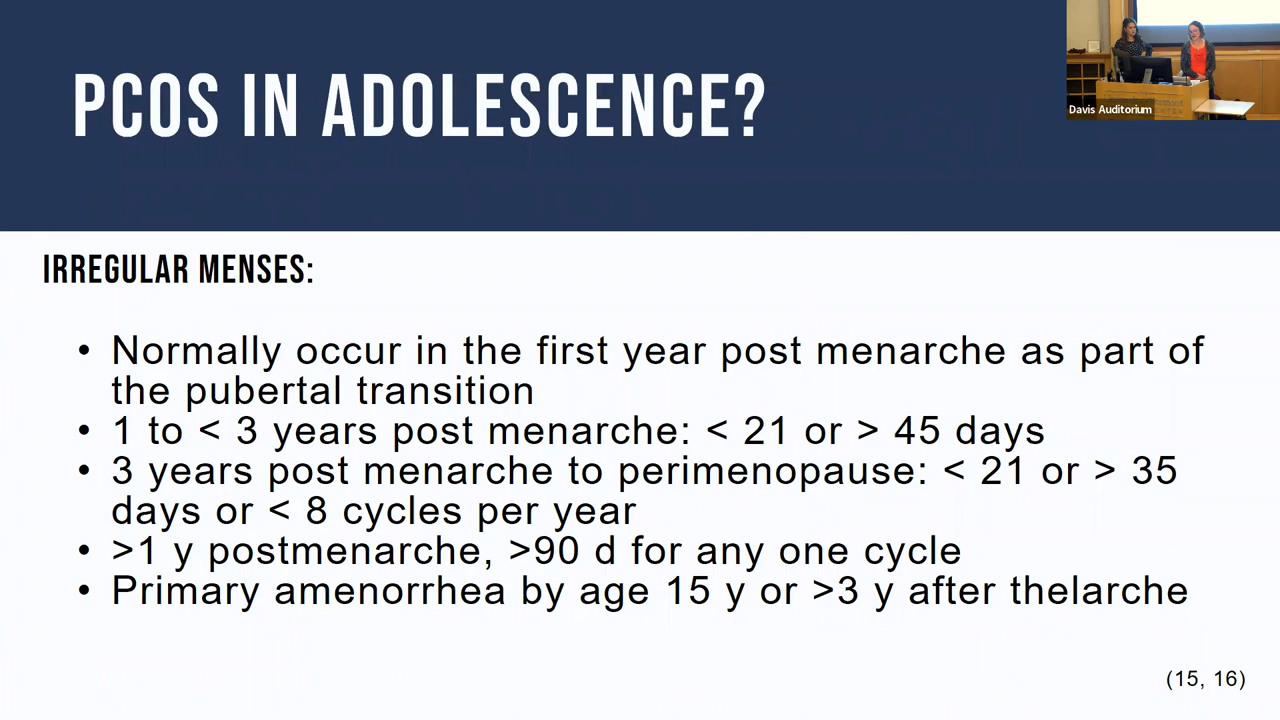 PCOS IN ADOLESCENCE?
Davis Auditorium
IRREGULAR MENSES:
• Normally occur in the first year post menarche as part of
the pubertal transition
• 1 to < 3 years post menarche: < 21 or > 45 days
• 3 years post menarche to perimenopause: < 21 or > 35
days or < 8 cycles per year
• >1 y postmenarche, >90 d for any one cycle
• Primary amenorrhea by age 15 y or >3 y after thelarche
(15, 16)